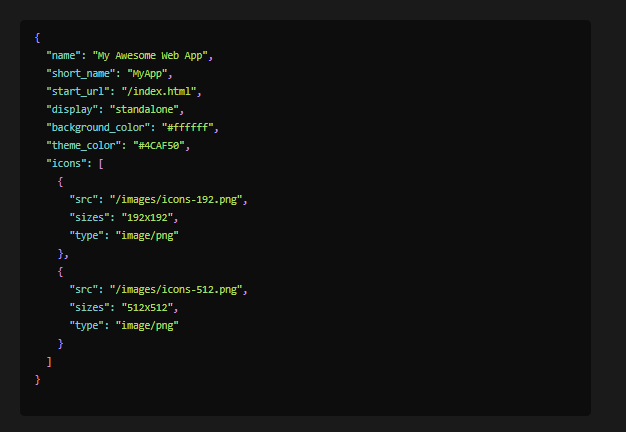 {
  "name": "My Awesome Web App",
  "short_name": "MyApp",
  "start_url": "/index.html",
  "display": "standalone",
  "background_color": "#ffffff",
  "theme_color": "#4CAF50",
  "icons": [
    {
      "src": "/images/icons-192.png",
      "sizes": "192x192",
      "type": "image/png"
    },
    {
      "src": "/images/icons-512.png",
      "sizes": "512x512",
      "type": "image/png"
    }
  ]
}